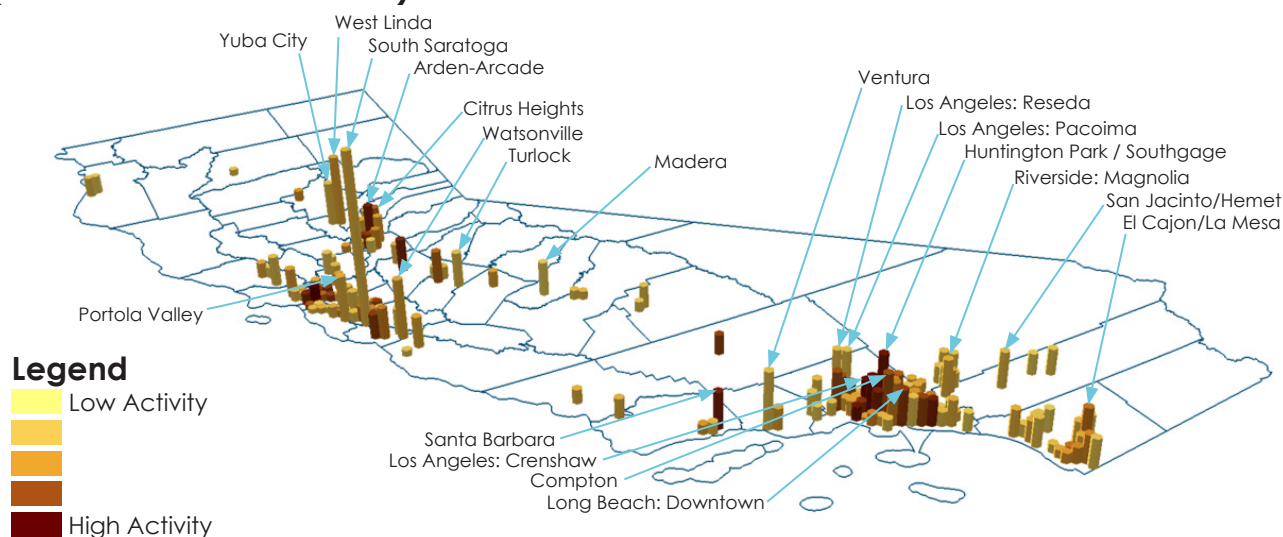 West Linda
Yuba City
South Saratoga
Arden-Arcade
Citrus Heights
Watsonville
Turlock
Madera
Ventura
Los Angeles: Reseda
Los Angeles: Pacoima
Huntington Park / Southgage
Riverside: Magnolia
San Jacinto/Hemet
El Cajon/La Mesa
Portola Valley
Legend
Low Activity
High Activity
Santa Barbara
Los Angeles: Crenshaw
Compton
Long Beach: Downtown